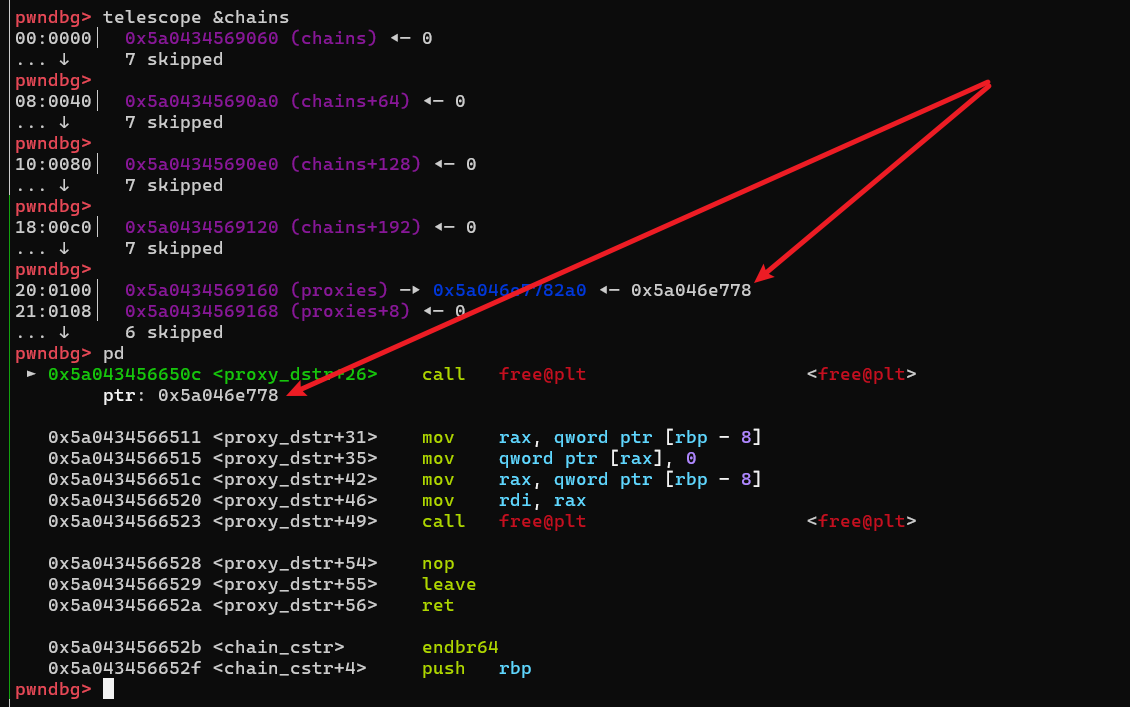 pwndbg> telescope &chains
00:0000│ 0x5a0434569060 (chains) ◂— 0
... ↓ 7 skipped
pwndbg>
08:0040│ 0x5a04345690a0 (chains+64) ◂— 0
... ↓ 7 skipped
pwndbg>
10:0080│ 0x5a04345690e0 (chains+128) ◂— 0
... ↓ 7 skipped
pwndbg>
18:00c0│ 0x5a0434569120 (chains+192) ◂— 0
... ↓ 7 skipped
pwndbg>
20:0100│ 0x5a0434569160 (proxies) —▸ 0x5a046e7782a0 ◂— 0x5a046e778
21:0108│ 0x5a0434569168 (proxies+8) ◂— 0
... ↓ 6 skipped
pwndbg> pd
► 0x5a043456650c <proxy_dstr+26> call free@plt <free@plt>
ptr: 0x5a046e778
0x5a0434566511 <proxy_dstr+31> mov rax, qword ptr [rbp - 8]
0x5a0434566515 <proxy_dstr+35> mov qword ptr [rax], 0
0x5a043456651c <proxy_dstr+42> mov rax, qword ptr [rbp - 8]
0x5a0434566520 <proxy_dstr+46> mov rdi, rax
0x5a0434566523 <proxy_dstr+49> call free@plt <free@plt>
0x5a0434566528 <proxy_dstr+54> nop
0x5a0434566529 <proxy_dstr+55> leave
0x5a043456652a <proxy_dstr+56> ret
0x5a043456652b <chain_cstr> endbr64
0x5a043456652f <chain_cstr+4> push rbp
pwndbg>